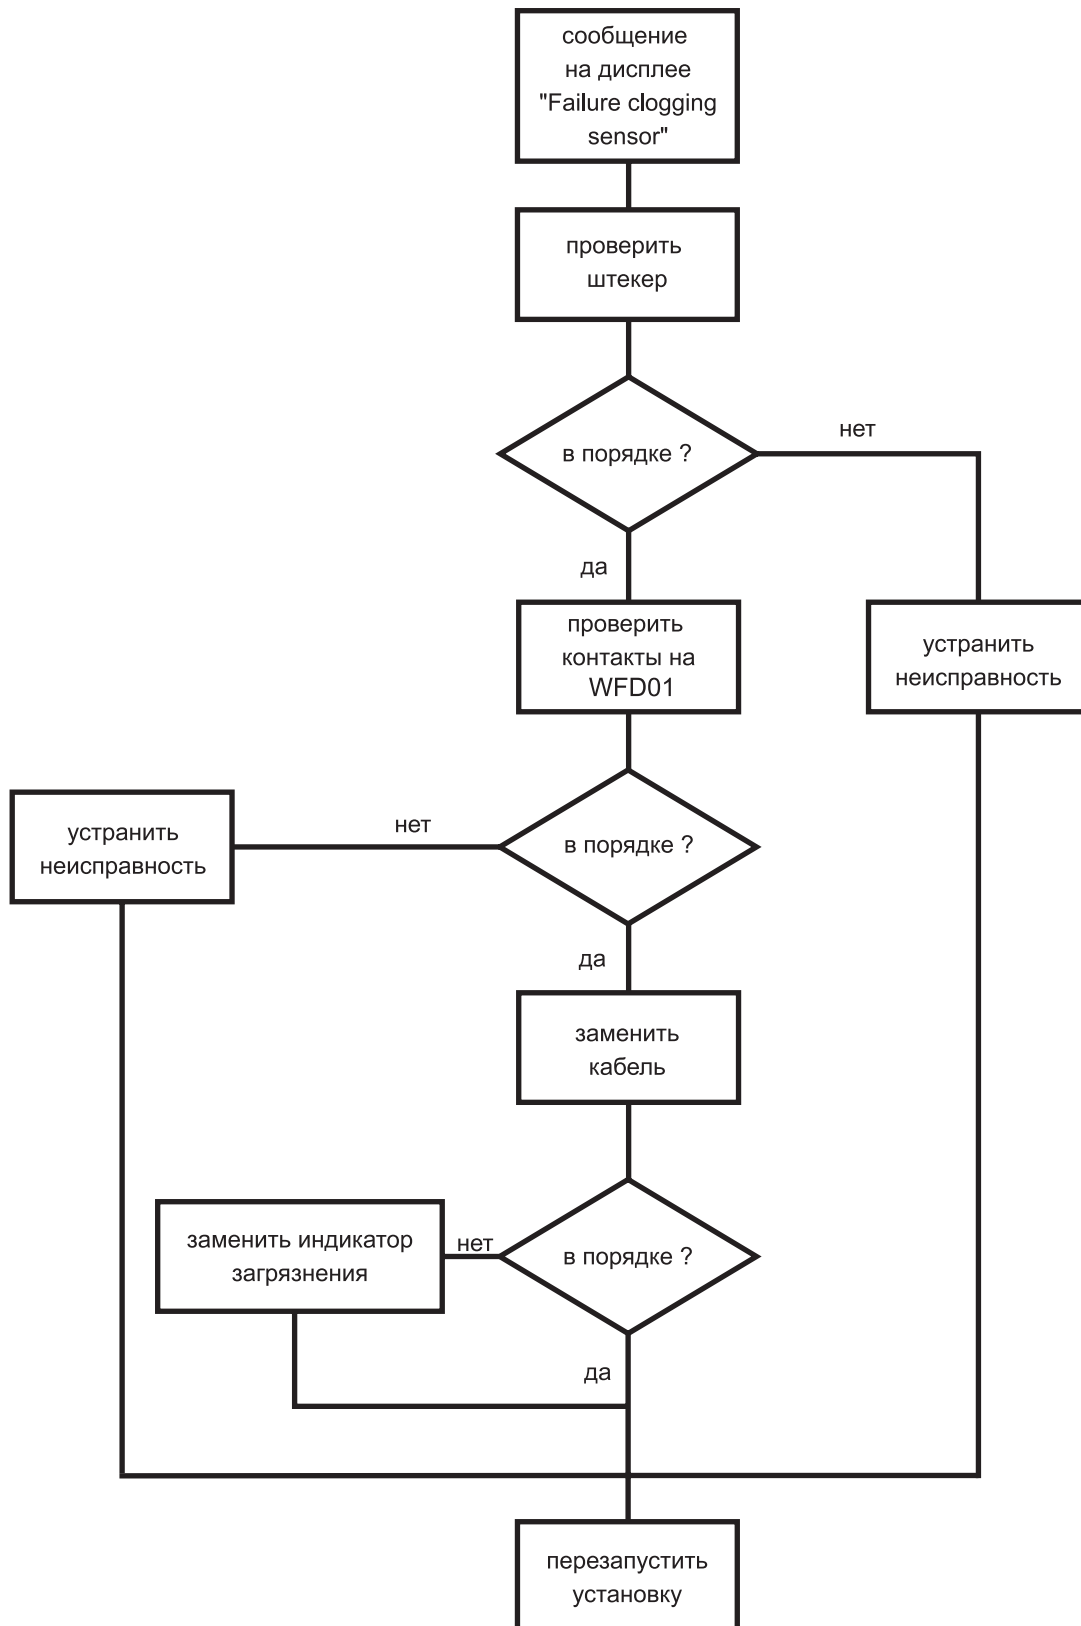 сообщение
на дисплее
"Failure clogging
sensor"
проверить
штекер
в порядке ?
нет
да
проверить
контакты на
WFD01
устранить
неисправность
в порядке ?
нет
устранить
неисправность
да
заменить
кабель
в порядке ?
нет
заменить индикатор
загрязнения
да
перезапустить
установку